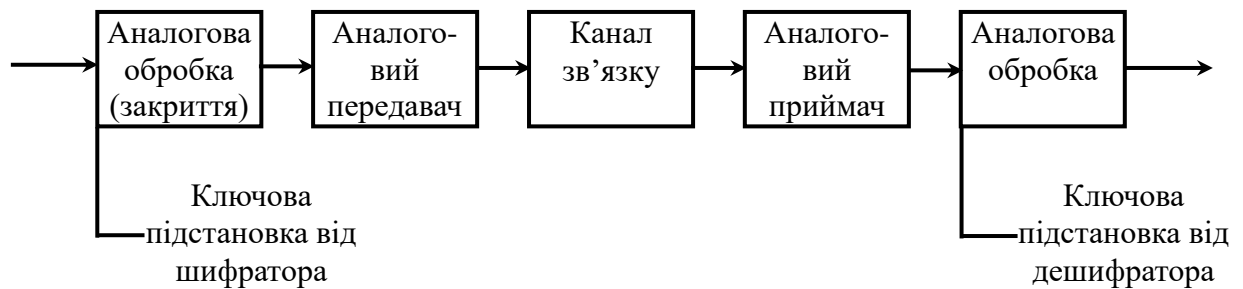 Аналогова
обробка
(закриття)
Аналого-
вий
передавач
Канал
зв’язку
Аналого-
вий
приймач
Аналогова
обробка
Ключова
підстановка від
шифратора
Ключова
підстановка від
дешифратора